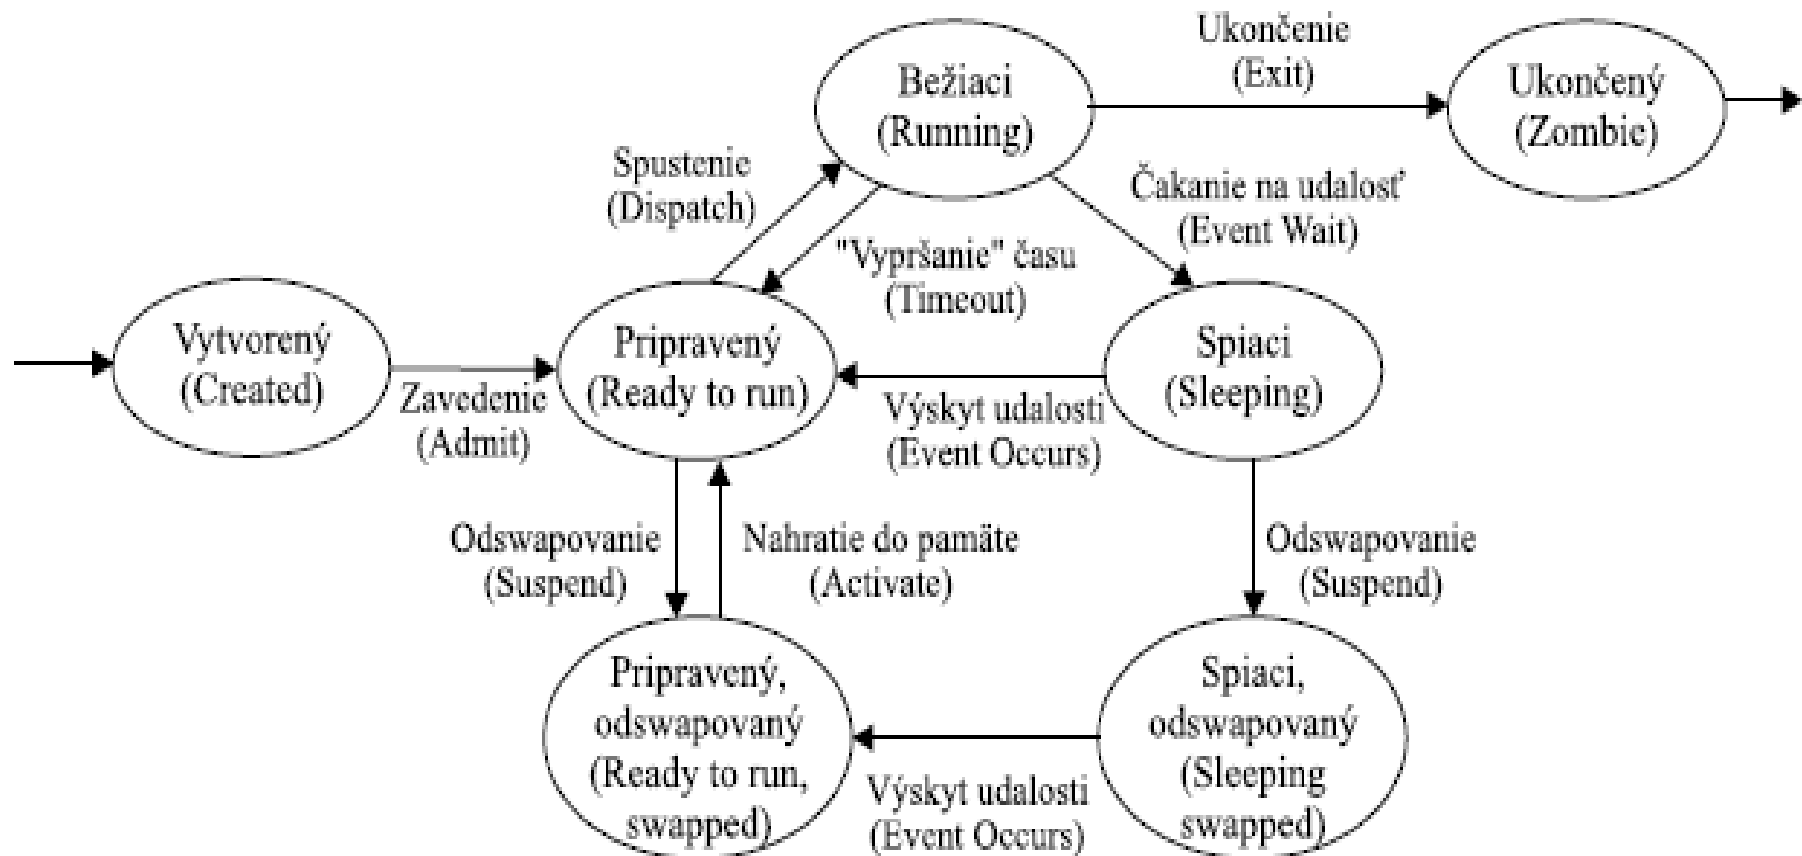 Ukončenie
(Exit)
Bežiaci
(Running)
Ukončený
(Zombie)
Spustenie
(Dispatch)
Čakanie na udalosť
(Event Wait)
"Vypršanie" času
(Timeout)
Vytvorený
(Created)
Zavedenie
(Admit)
Pripravený
(Ready to run)
Spiaci
(Sleeping)
Výskyt udalosti
(Event Occurs)
Odswapovanie
(Suspend)
Nahratie do pamäte
(Activate)
Odswapovanie
(Suspend)
Pripravený,
odswapovaný
(Ready to run,
swapped)
Výskyt udalosti
(Event Occurs)
Spiaci,
odswapovaný
(Sleeping
swapped)